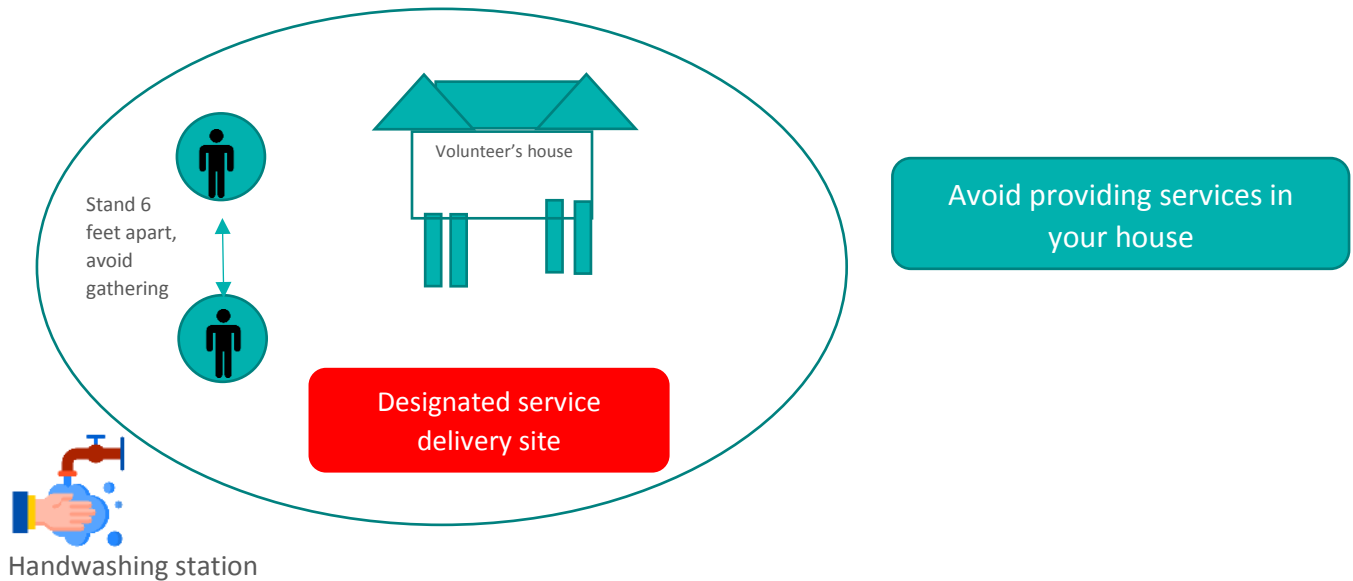 Volunteer's house
Stand 6
feet apart,
avoid
gathering
Designated service
delivery site
Handwashing station
Avoid providing services in
your house